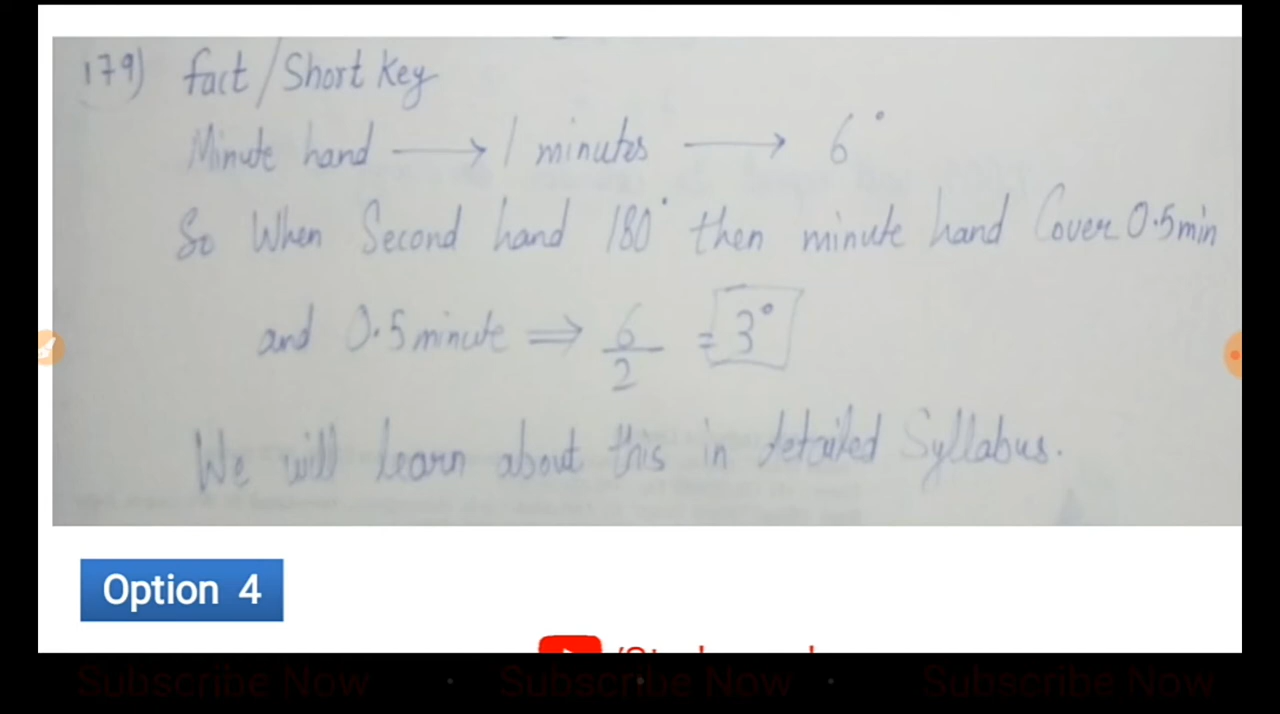 179) Fact/Short Key
Minute hand → 1 minutes → 6°
So When Second hand 180° then minute hand Cover 0.5min
and 0.5 minute ⇒ 6/2 = 3°
We will learn about this in detailed Syllabus.
Option 4
Subscribe Now • Subscribe Now • Subscribe Now